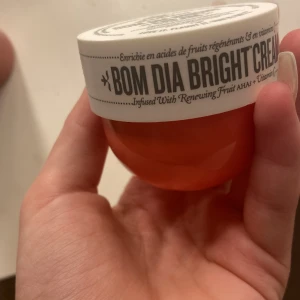 Enrichie en acides de fruits régénérants & en vitamine
BOM DIA BRIGHT CREAM
Infused With Renewing Fruit AHAs + Vitamin